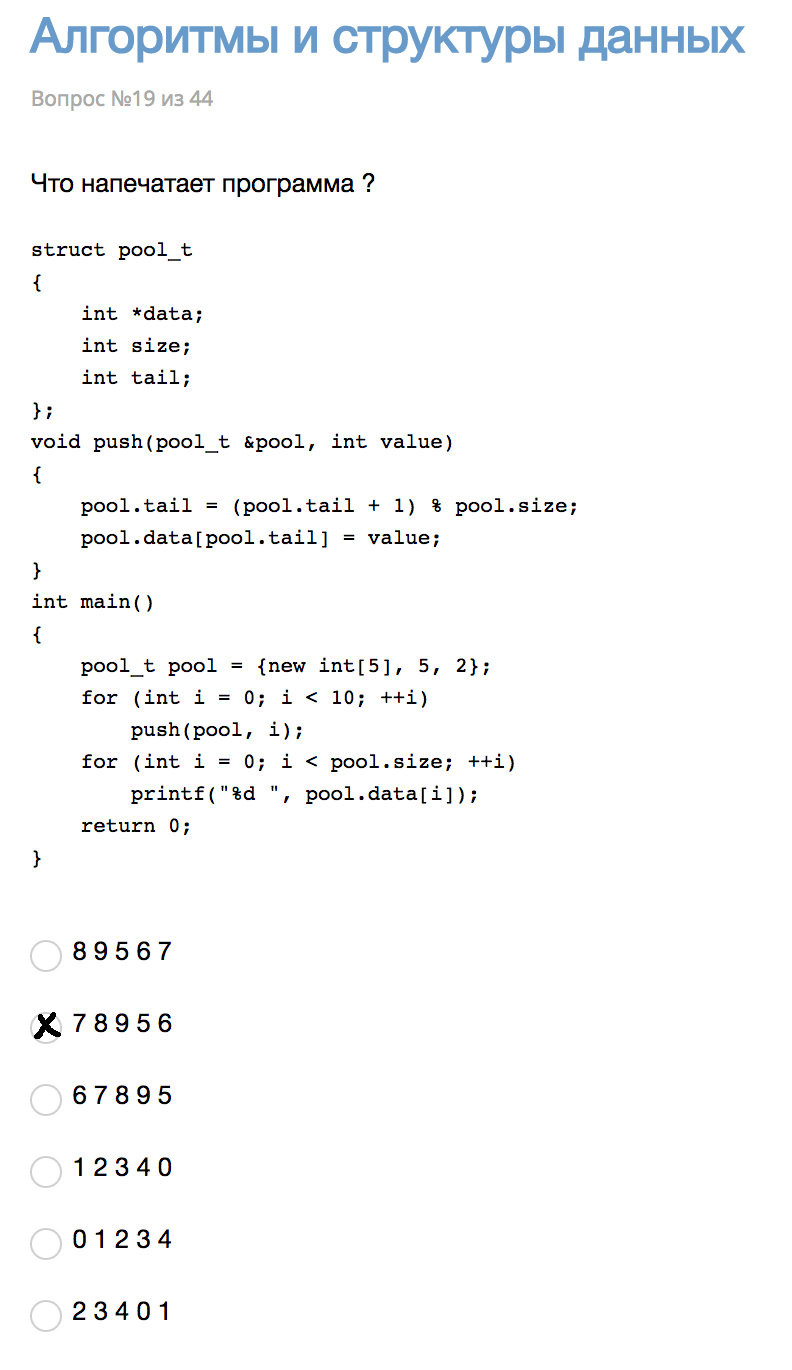 Алгоритмы и структуры данных
Вопрос №19 из 44
Что напечатает программа ?
struct pool_t
{
    int *data;
    int size;
    int tail;
};
void push(pool_t &pool, int value)
{
    pool.tail = (pool.tail + 1) % pool.size;
    pool.data[pool.tail] = value;
}
int main()
{
    pool_t pool = {new int[5], 5, 2};
    for (int i = 0; i < 10; ++i)
        push(pool, i);
    for (int i = 0; i < pool.size; ++i)
        printf("%d ", pool.data[i]);
    return 0;
}
8 9 5 6 7
7 8 9 5 6
6 7 8 9 5
1 2 3 4 0
0 1 2 3 4
2 3 4 0 1